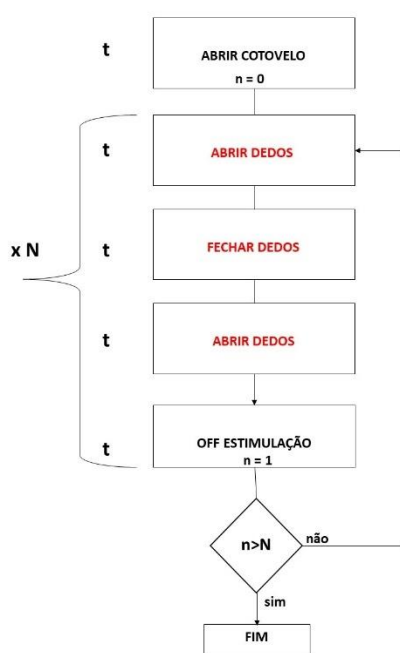 t
ABRIR COTOVELO
n = 0
t
ABRIR DEDOS
x N
t
FECHAR DEDOS
t
ABRIR DEDOS
t
OFF ESTIMULAÇÃO
n = 1
n>N
não
sim
FIM